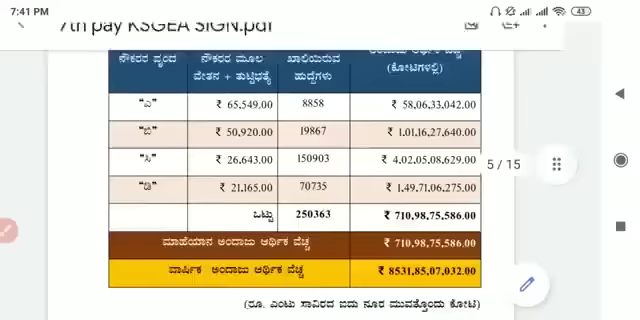 7:41 PM 43
7th pay KSGEA SIGN.pdf
ನೌಕರರ ವೃಂದ ನೌಕರರ ಮೂಲ ಖಾಲಿಯಿರುವ
ವೇತನ + ತುಟ್ಟಿಭತ್ಯೆ ಹುದ್ದೆಗಳು (ಕೋಟಿಗಳಲ್ಲಿ)
"ಎ" ₹ 65,549.00 8858 ₹ 58,06,33,042.00
"ಬಿ" ₹ 50,920.00 19867 ₹ 1,01,16,27,640.00
"ಸಿ" ₹ 26,643.00 150903 ₹ 4,02,05,08,629.00
5 / 15
"ಡಿ" ₹ 21,165.00 70735 ₹ 1,49,71,06,275.00
ಒಟ್ಟು 250363 ₹ 710,98,75,586.00
ಮಾಹೆಯಾನ ಅಂದಾಜು ಆರ್ಥಿಕ ವೆಚ್ಚ ₹ 710,98,75,586.00
ವಾರ್ಷಿಕ ಅಂದಾಜು ಆರ್ಥಿಕ ವೆಚ್ಚ ₹ 8531,85,07,032.00
(ರೂ. ಎಂಟು ಸಾವಿರದ ಐದು ನೂರ ಮುವತ್ತೊಂದು ಕೋಟಿ)